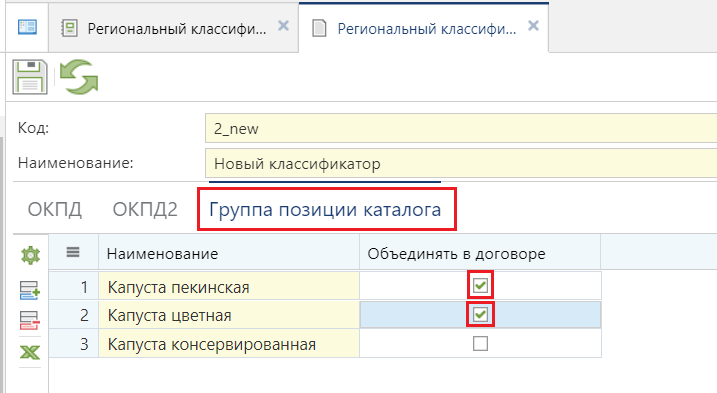 Региональный классифи... Региональный классифи...
Код: 2_new
Наименование: Новый классификатор
ОКПД ОКПД2 Группа позиции каталога
Наименование Объединять в договоре
1 Капуста пекинская
2 Капуста цветная
3 Капуста консервированная